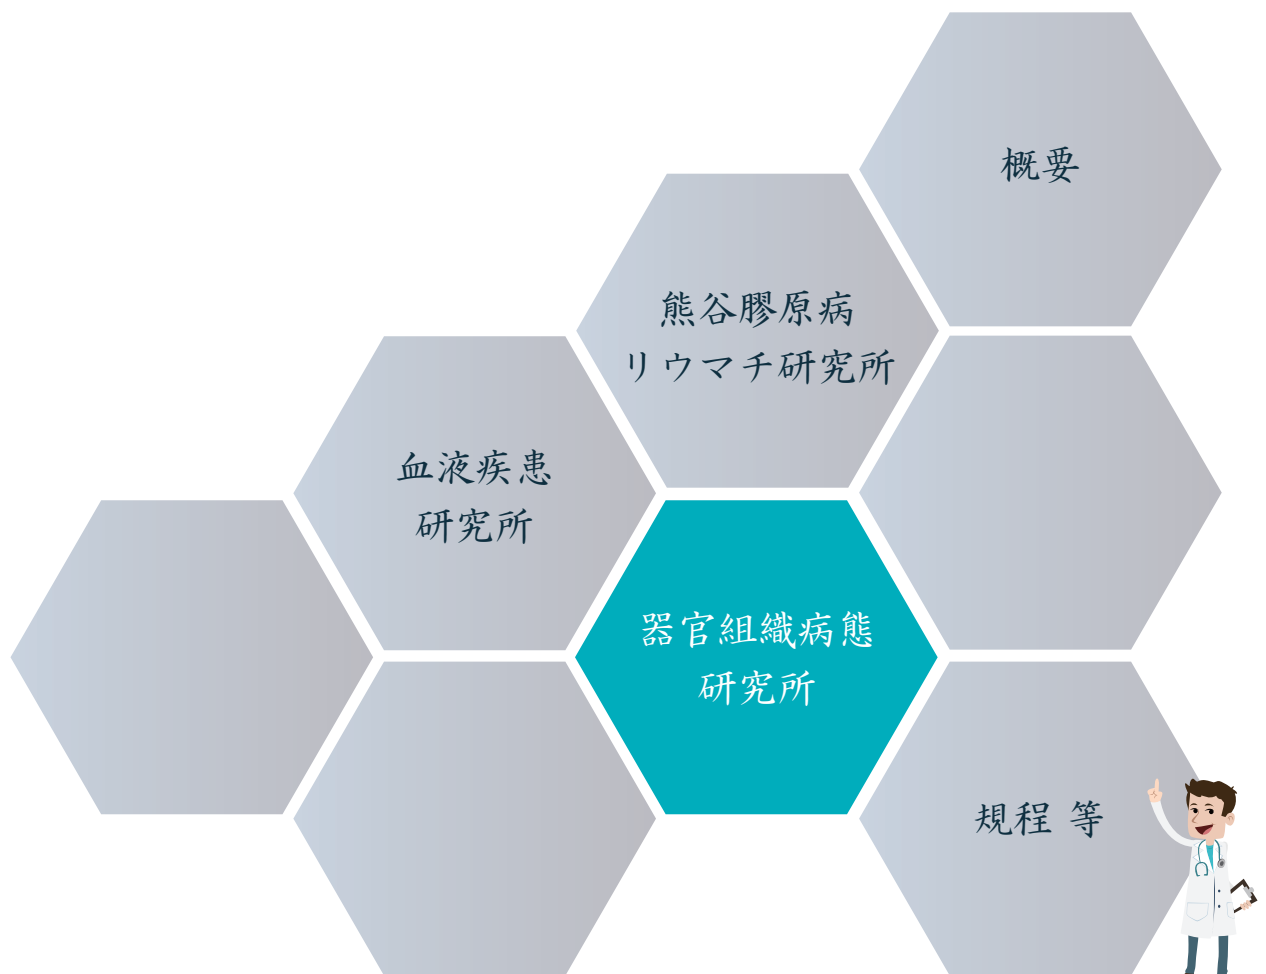 概要
熊谷膠原病
リウマチ研究所
血液疾患
研究所
器官組織病態
研究所
規程 等